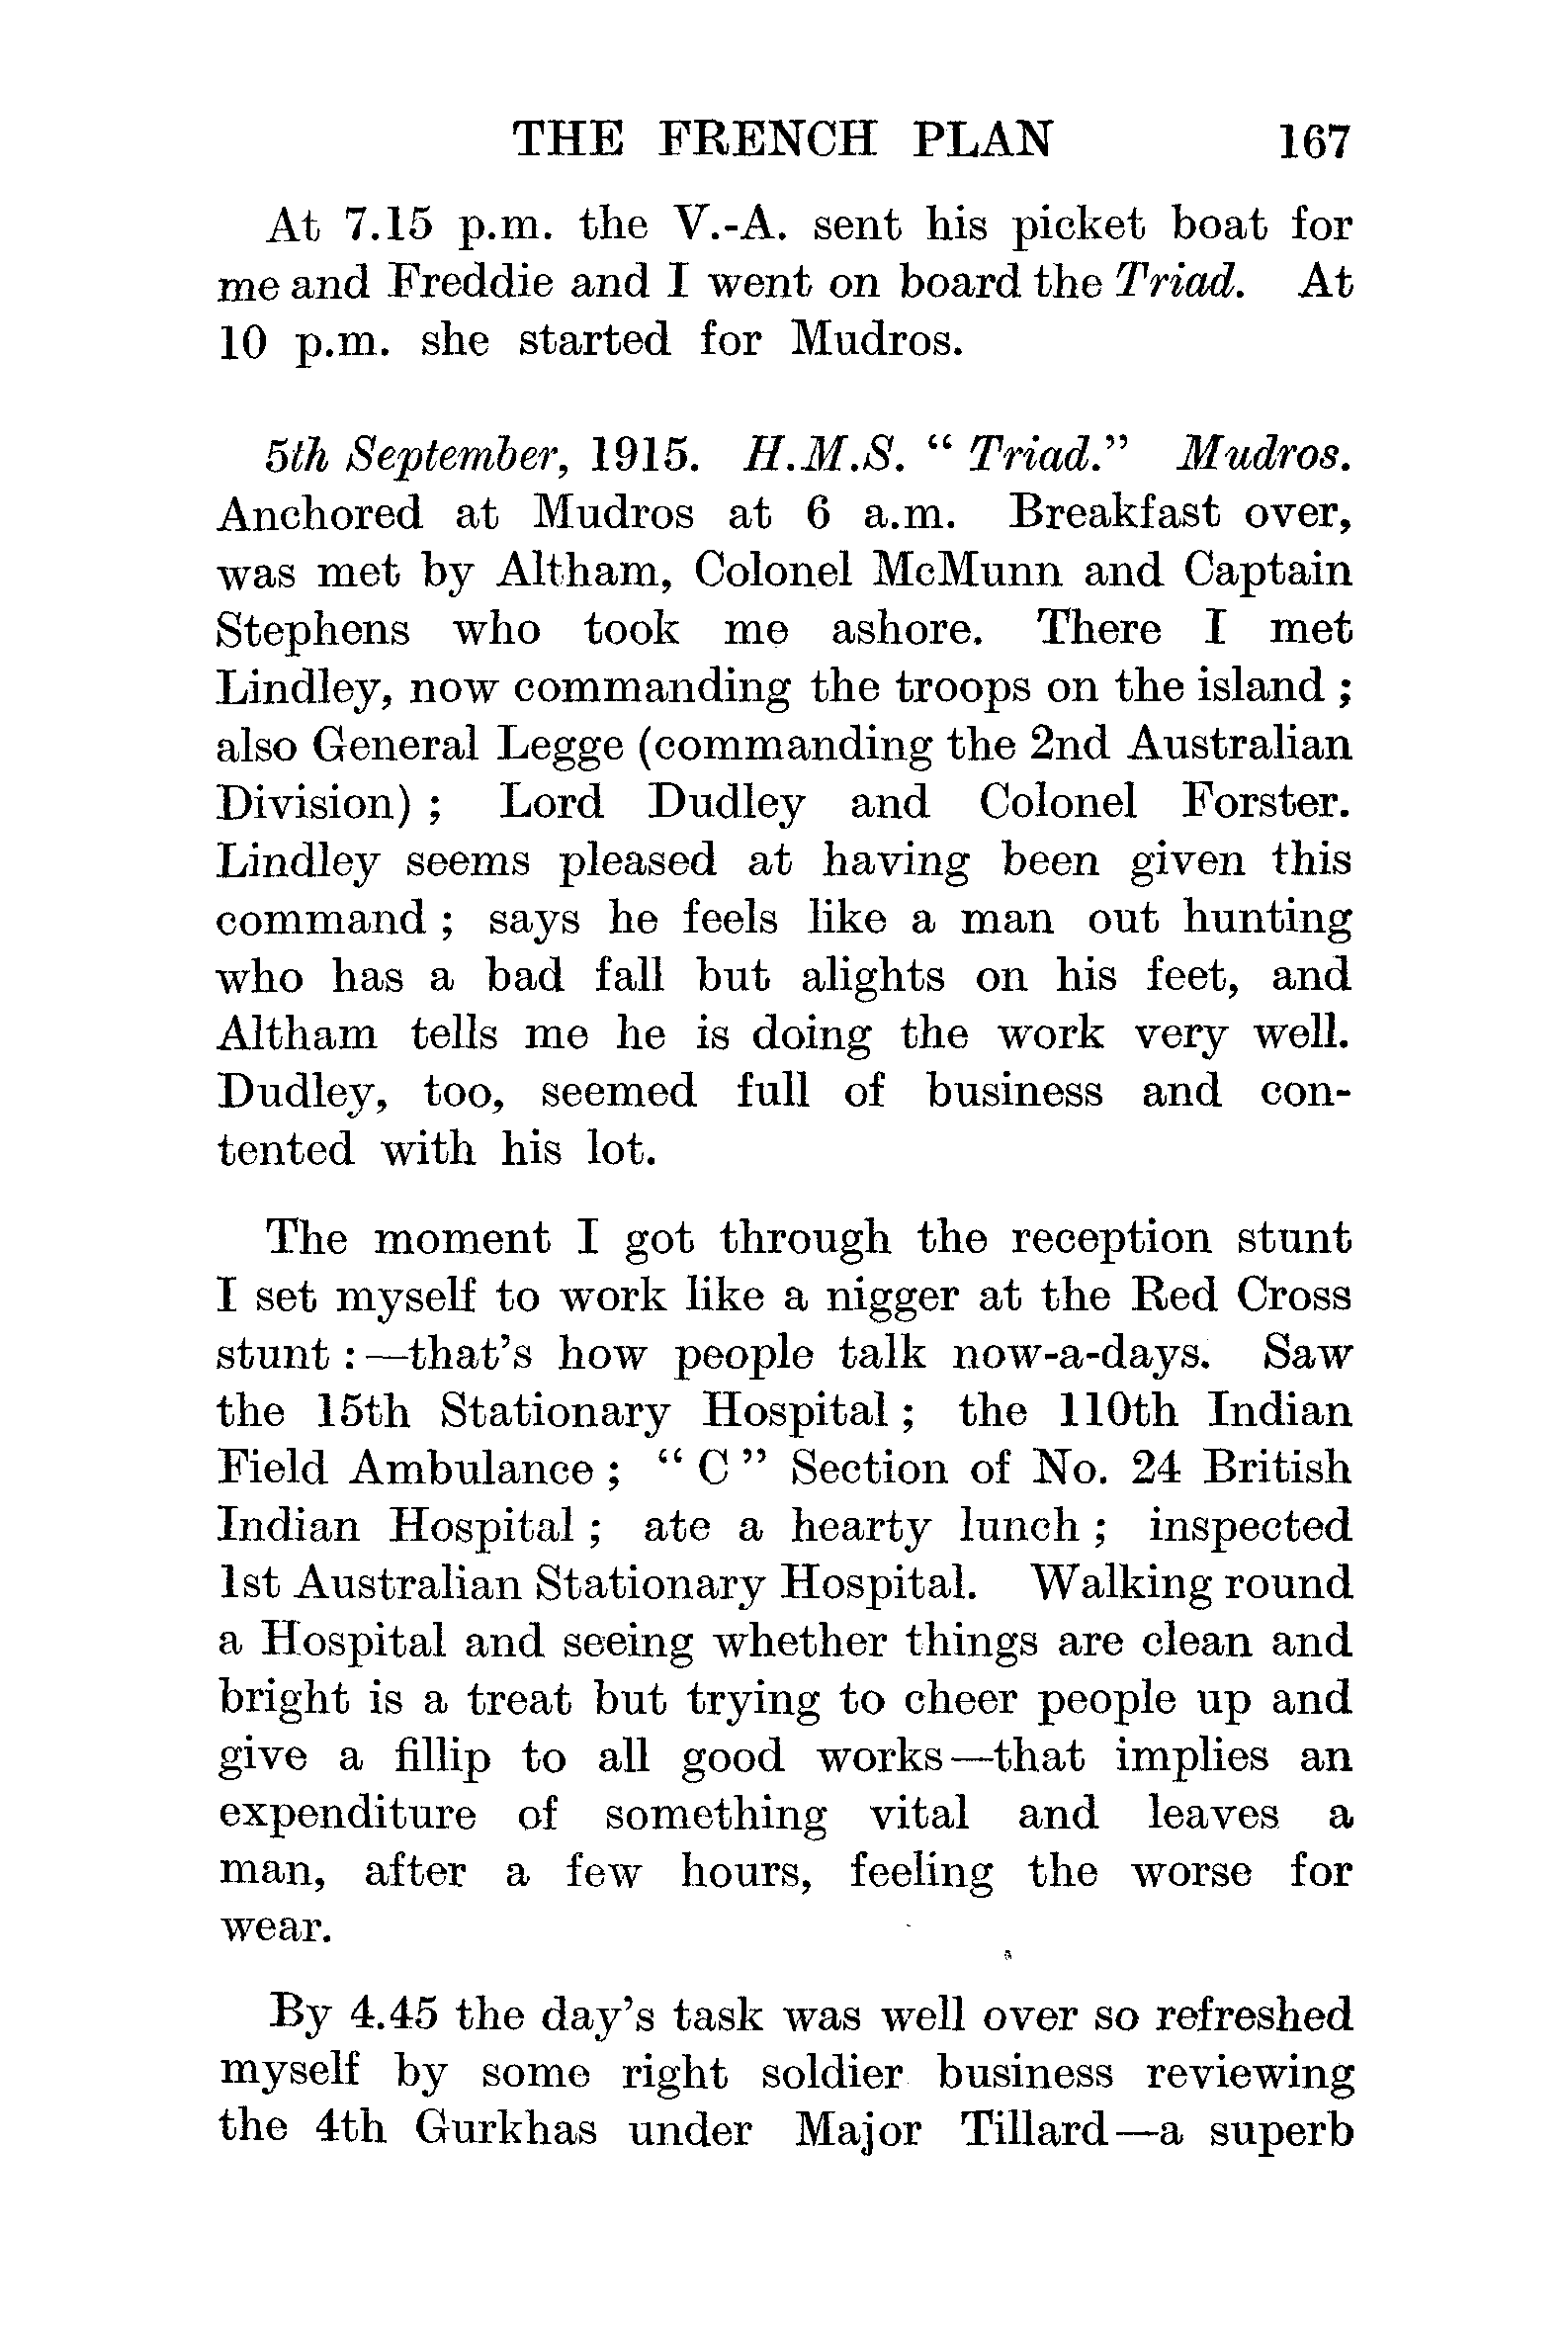 THE FRENCH PLAN 167
At 7.15 p.m. the V.-A. sent his picket boat for
me and Freddie and I went on board the Triad. At
10 p.m. she started for Mudros.
5th September, 1915. H.M.S. “ Triad.” Mudros.
Anchored at Mudros at 6 a.m. Breakfast over,
was met by Altham, Colonel McMunn and Captain
Stephens who took me ashore. There I met
Lindley, now commanding the troops on the island ;
also General Legge (commanding the 2nd Australian
Division) ; Lord Dudley and Colonel Forster.
Lindley seems pleased at having been given this
command ; says he feels like a man out hunting
who has a bad fall but alights on his feet, and
Altham tells me he is doing the work very well.
Dudley, too, seemed full of business and con-
tented with his lot.
The moment I got through the reception stunt
I set myself to work like a nigger at the Red Cross
stunt :—that’s how people talk now-a-days. Saw
the 15th Stationary Hospital ; the 110th Indian
Field Ambulance ; “ C ” Section of No. 24 British
Indian Hospital ; ate a hearty lunch ; inspected
1st Australian Stationary Hospital. Walking round
a Hospital and seeing whether things are clean and
bright is a treat but trying to cheer people up and
give a fillip to all good works—that implies an
expenditure of something vital and leaves a
man, after a few hours, feeling the worse for
wear.
By 4.45 the day’s task was well over so refreshed
myself by some right soldier business reviewing
the 4th Gurkhas under Major Tillard—a superb